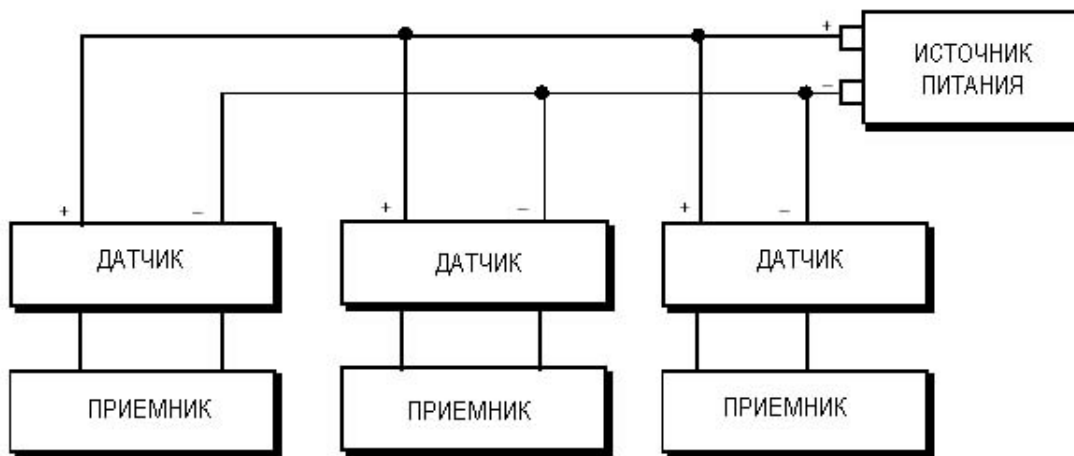 +
ИСТОЧНИК
ПИТАНИЯ
–
+ –
ДАТЧИК
+ –
ДАТЧИК
+ –
ДАТЧИК
ПРИЕМНИК
ПРИЕМНИК
ПРИЕМНИК